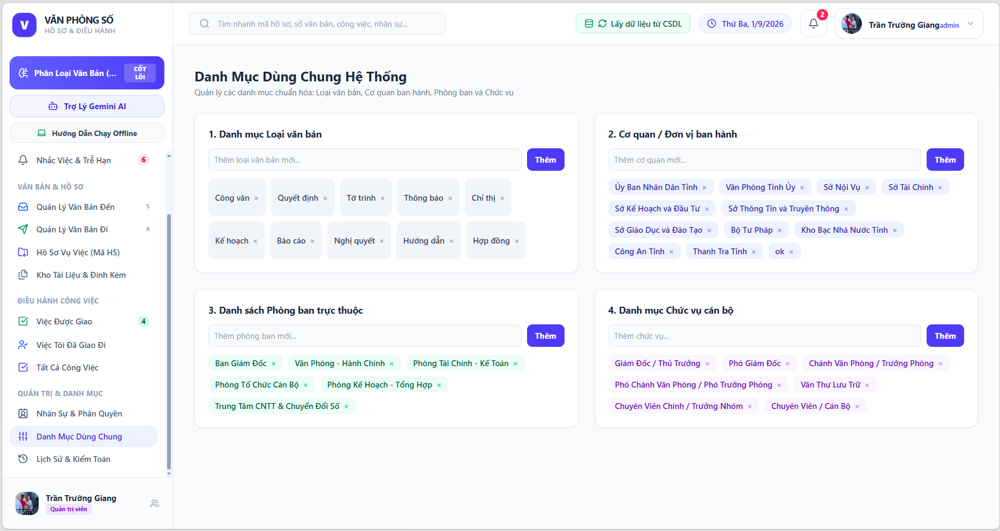 V
VĂN PHÒNG SỐ
HỒ SƠ & ĐIỀU HÀNH
Phân Loại Văn Bản (...
CỐT LÕI
Trợ Lý Gemini AI
Hướng Dẫn Chạy Offline
Nhắc Việc & Trễ Hạn 6
VĂN BẢN & HỒ SƠ
Quản Lý Văn Bản Đến 5
Quản Lý Văn Bản Đi 4
Hồ Sơ Vụ Việc (Mã HS)
Kho Tài Liệu & Đính Kèm
ĐIỀU HÀNH CÔNG VIỆC
Việc Được Giao 4
Việc Tôi Đã Giao Đi
Tất Cả Công Việc
QUẢN TRỊ & DANH MỤC
Nhân Sự & Phân Quyền
Danh Mục Dùng Chung
Lịch Sử & Kiểm Toán
Trần Trường Giang
Quản trị viên
Tìm nhanh mã hồ sơ, số văn bản, công việc, nhân sự...
Lấy dữ liệu từ CSDL
Thứ Ba, 1/9/2026
2
Trần Trường Giangadmin
Danh Mục Dùng Chung Hệ Thống
Quản lý các danh mục chuẩn hóa: Loại văn bản, Cơ quan ban hành, Phòng ban và Chức vụ
1. Danh mục Loại văn bản
Thêm loại văn bản mới... Thêm
Công văn × Quyết định × Tờ trình × Thông báo × Chỉ thị ×
Kế hoạch × Báo cáo × Nghị quyết × Hướng dẫn × Hợp đồng ×
2. Cơ quan / Đơn vị ban hành
Thêm cơ quan mới... Thêm
Ủy Ban Nhân Dân Tỉnh × Văn Phòng Tỉnh Ủy × Sở Nội Vụ × Sở Tài Chính ×
Sở Kế Hoạch và Đầu Tư × Sở Thông Tin và Truyền Thông ×
Sở Giáo Dục và Đào Tạo × Bộ Tư Pháp × Kho Bạc Nhà Nước Tỉnh ×
Công An Tỉnh × Thanh Tra Tỉnh × ok ×
3. Danh sách Phòng ban trực thuộc
Thêm phòng ban mới... Thêm
Ban Giám Đốc × Văn Phòng - Hành Chính × Phòng Tài Chính - Kế Toán ×
Phòng Tổ Chức Cán Bộ × Phòng Kế Hoạch - Tổng Hợp ×
Trung Tâm CNTT & Chuyển Đổi Số ×
4. Danh mục Chức vụ cán bộ
Thêm chức vụ... Thêm
Giám Đốc / Thủ Trưởng × Phó Giám Đốc × Chánh Văn Phòng / Trưởng Phòng ×
Phó Chánh Văn Phòng / Phó Trưởng Phòng × Văn Thư Lưu Trữ ×
Chuyên Viên Chính / Trưởng Nhóm × Chuyên Viên / Cán Bộ ×